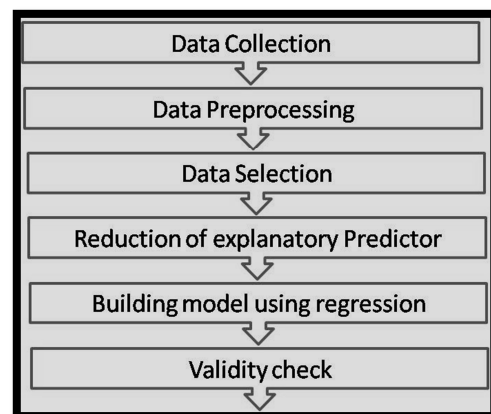 Data Collection
Data Preprocessing
Data Selection
Reduction of explanatory Predictor
Building model using regression
Validity check